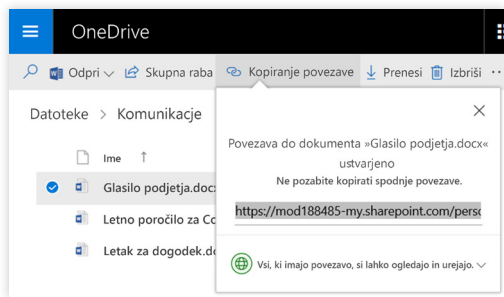 OneDrive
Odpri Skupna raba Kopiranje povezave Prenesi Izbriši
Datoteke > Komunikacje
Povezava do dokumenta »Glasilo podjetja.docx«
ustvarjeno
Ne pozabite kopirati spodnje povezave.
https://mod188485-my.sharepoint.com/perso
Vsi, ki imajo povezavo, si lahko ogledajo in urejajo.
Ime ↑
Glasilo podjetja.docx
Letno poročilo za Co
Letak za dogodek.do